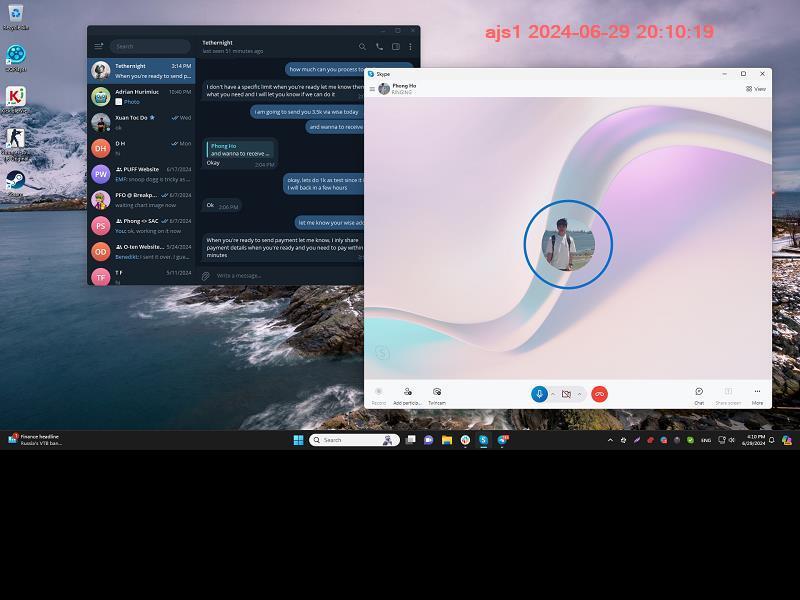 ajs1 2024-06-29 20:10:19
Search
Tethernight
3:14 PM
When you're ready to send p...
Adrian Hurimiuc
10:40 PM
Photo
Xuan Toc Do
Wed
ok
D H
Mon
hi
PUFF Website
6/17/2024
EMF: snoop dogg is tricky as...
PFO @ Breakp...
6/7/2024
waiting chart image now
Phong <> SAC
6/7/2024
You: ok, working on it now
O-ten Website...
5/24/2024
Benedikt: I sent it over. I gue...
T F
5/11/2024
hi
DH
PW
PS
OD
TF
Tethernight
last seen 51 minutes ago
how much can you process to
I don't have a specific limit when you're ready let me know then
what you need and I will let you know if we can do it
i am going to send you 3.5k via wise today
and wanna to receive
Phong Ho
and wanna to receive ...
Okay
2:04 PM
okay, lets do 1k as test since it
I will back in a few hours
Ok
2:06 PM
let me know your wise add
When you're ready to send payment let me know, I inly share
payment details when you're ready and you need to pay within
minutes
Write a message...
Skype
Phong Ho
RINGING
View
Record
Add particip...
Twincam
Chat
Share screen
More
Finance headline
Russia's VTB ban...
Search
ENG
4:10 PM
6/29/2024